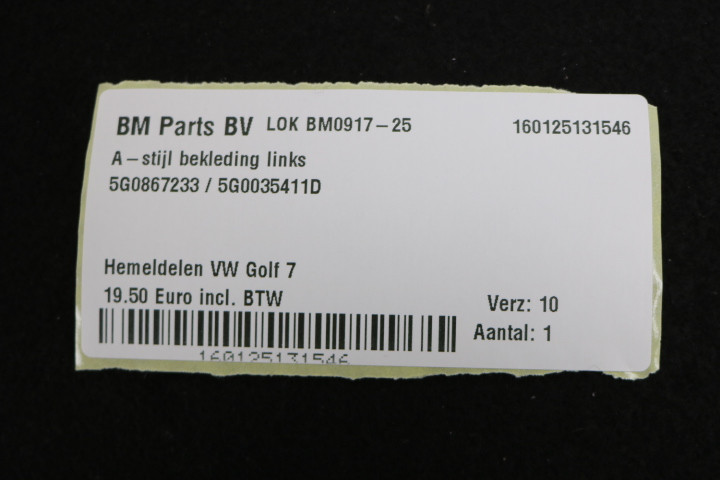 BM Parts BV LOK BM0917-25 160125131546
A-stijl bekleding links
5G0867233 / 5G0035411D
Hemeldelen VW Golf 7
19.50 Euro incl. BTW
Verz: 10
Aantal: 1
160125131546